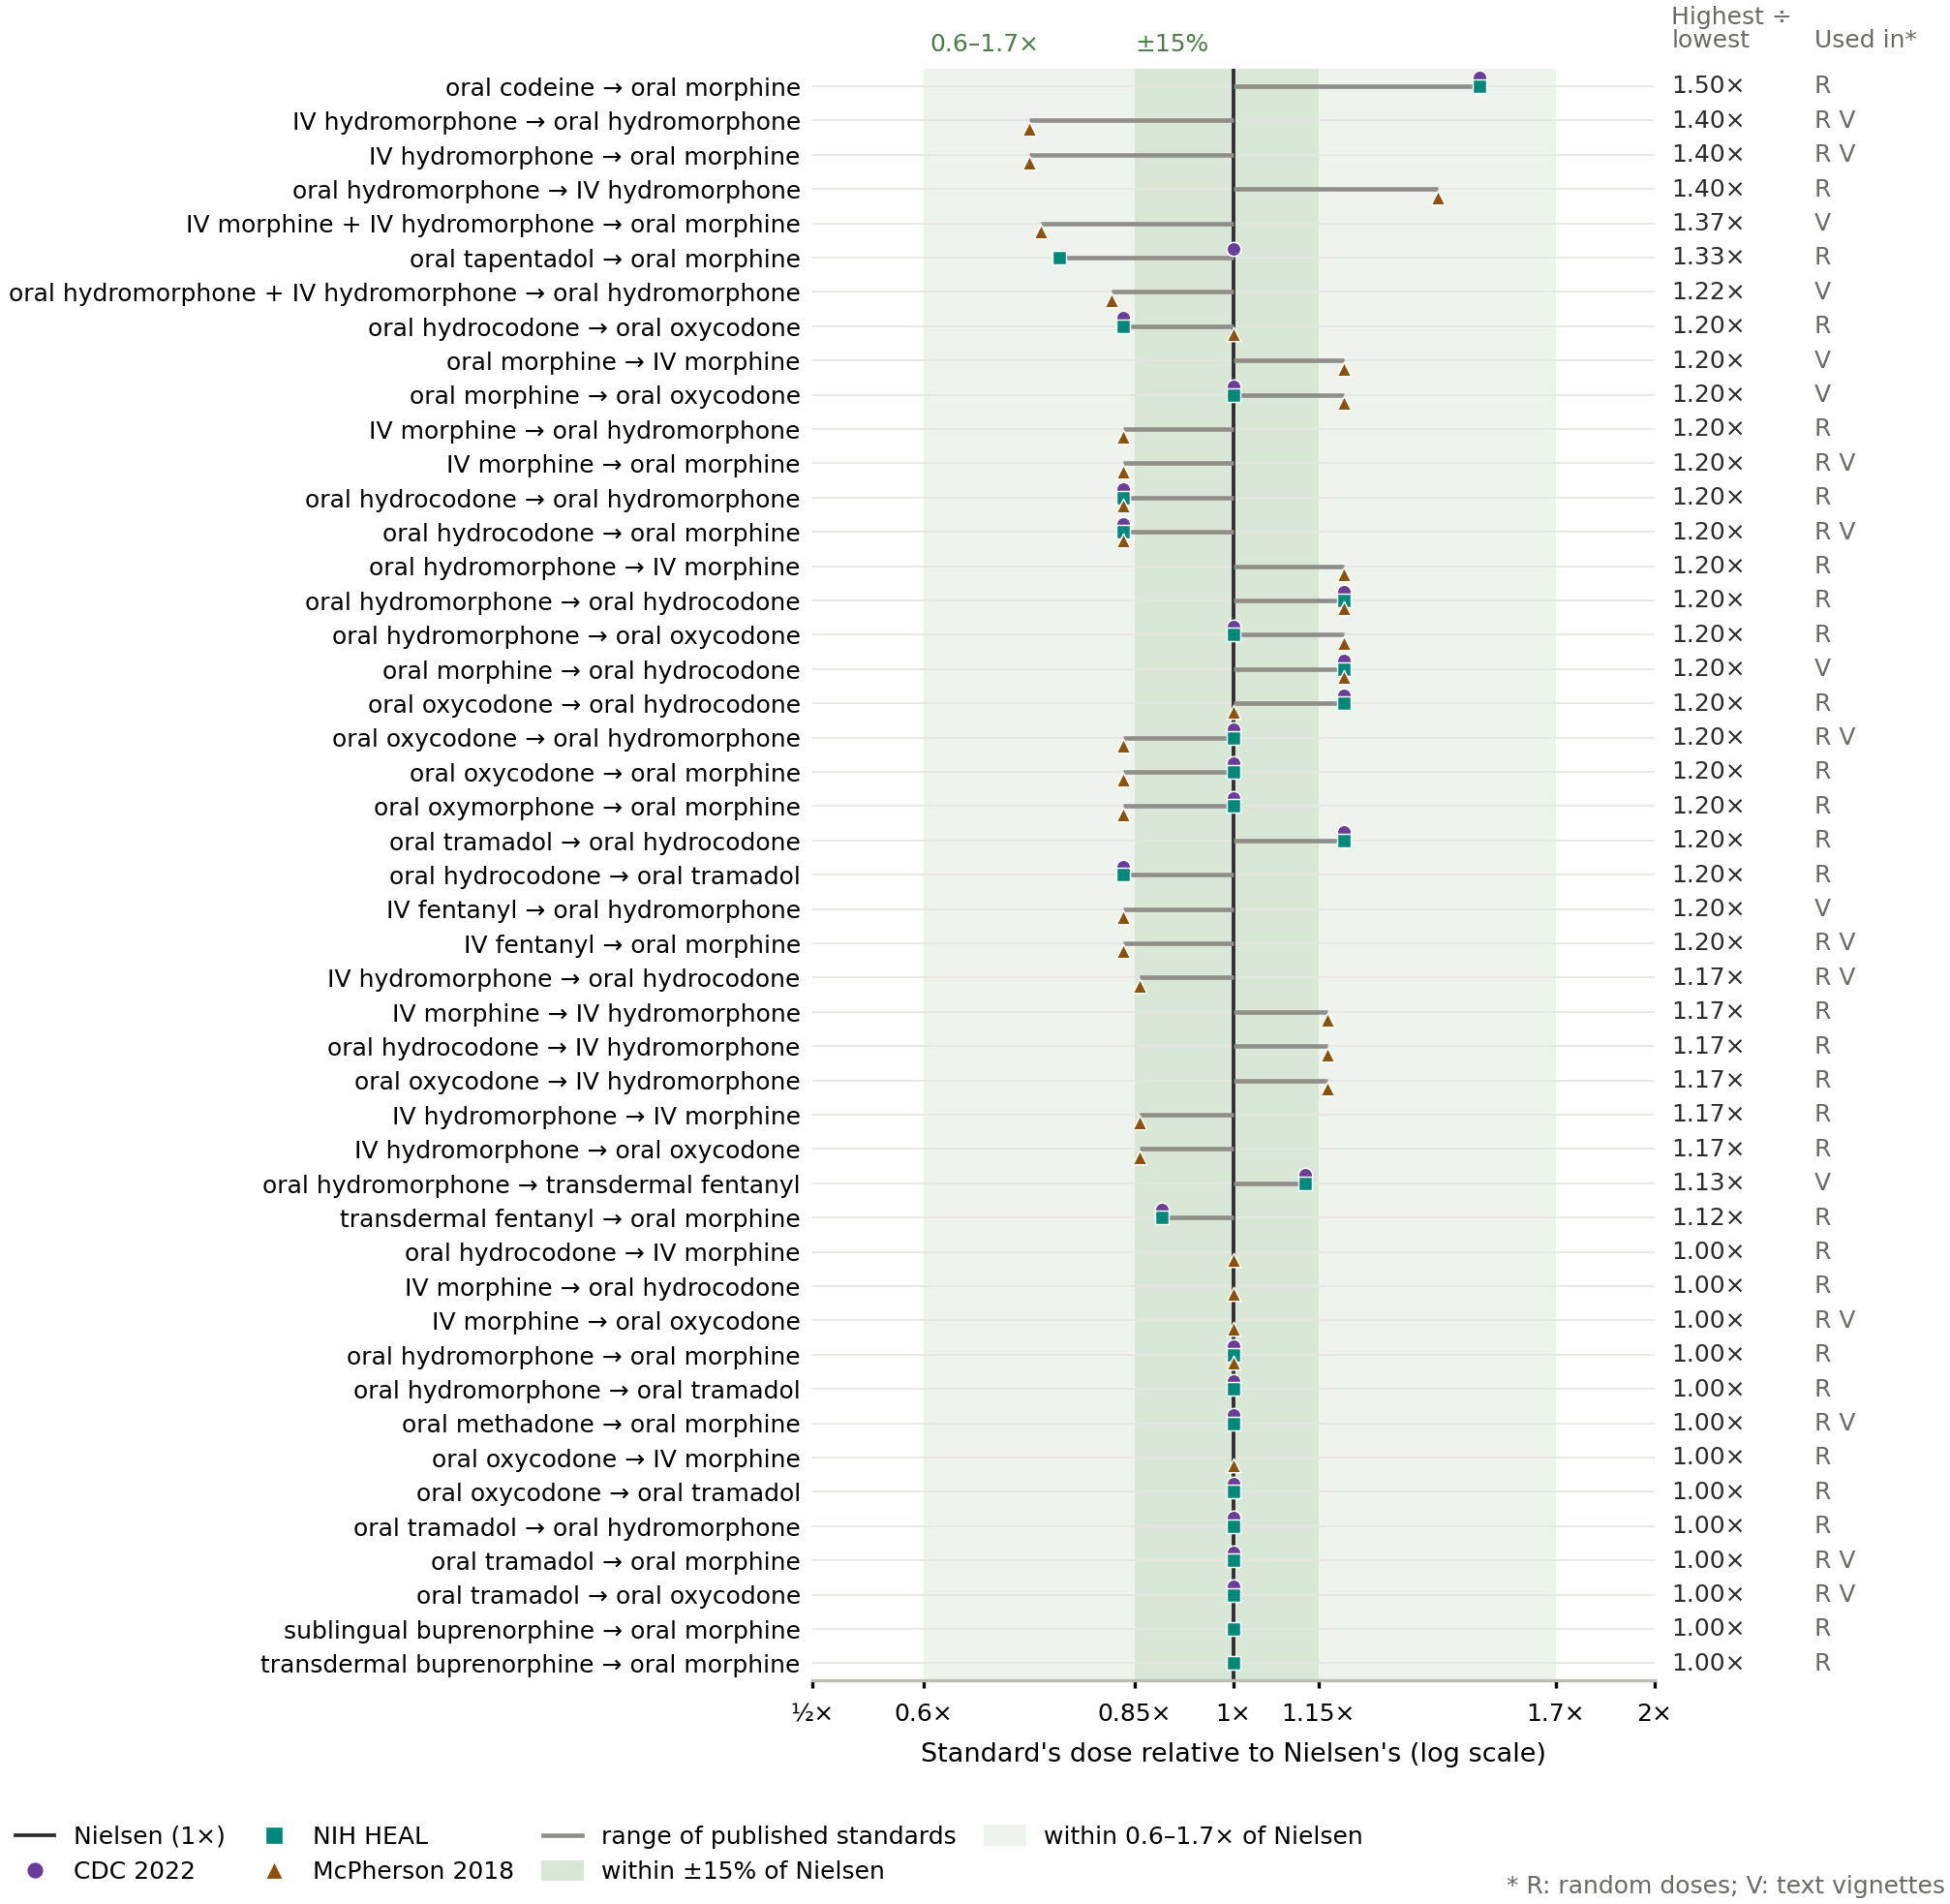 Highest ÷
0.6–1.7× ±15% lowest Used in*
oral codeine → oral morphine 1.50× R
IV hydromorphone → oral hydromorphone 1.40× R V
IV hydromorphone → oral morphine 1.40× R V
oral hydromorphone → IV hydromorphone 1.40× R
IV morphine + IV hydromorphone → oral morphine 1.37× V
oral tapentadol → oral morphine 1.33× R
oral hydromorphone + IV hydromorphone → oral hydromorphone 1.22× V
oral hydrocodone → oral oxycodone 1.20× R
oral morphine → IV morphine 1.20× V
oral morphine → oral oxycodone 1.20× V
IV morphine → oral hydromorphone 1.20× R
IV morphine → oral morphine 1.20× R V
oral hydrocodone → oral hydromorphone 1.20× R
oral hydrocodone → oral morphine 1.20× R V
oral hydromorphone → IV morphine 1.20× R
oral hydromorphone → oral hydrocodone 1.20× R
oral hydromorphone → oral oxycodone 1.20× R
oral morphine → oral hydrocodone 1.20× V
oral oxycodone → oral hydrocodone 1.20× R
oral oxycodone → oral hydromorphone 1.20× R V
oral oxycodone → oral morphine 1.20× R
oral oxymorphone → oral morphine 1.20× R
oral tramadol → oral hydrocodone 1.20× R
oral hydrocodone → oral tramadol 1.20× R
IV fentanyl → oral hydromorphone 1.20× V
IV fentanyl → oral morphine 1.20× R V
IV hydromorphone → oral hydrocodone 1.17× R V
IV morphine → IV hydromorphone 1.17× R
oral hydrocodone → IV hydromorphone 1.17× R
oral oxycodone → IV hydromorphone 1.17× R
IV hydromorphone → IV morphine 1.17× R
IV hydromorphone → oral oxycodone 1.17× R
oral hydromorphone → transdermal fentanyl 1.13× V
transdermal fentanyl → oral morphine 1.12× R
oral hydrocodone → IV morphine 1.00× R
IV morphine → oral hydrocodone 1.00× R
IV morphine → oral oxycodone 1.00× R V
oral hydromorphone → oral morphine 1.00× R
oral hydromorphone → oral tramadol 1.00× R
oral methadone → oral morphine 1.00× R V
oral oxycodone → IV morphine 1.00× R
oral oxycodone → oral tramadol 1.00× R
oral tramadol → oral hydromorphone 1.00× R
oral tramadol → oral morphine 1.00× R V
oral tramadol → oral oxycodone 1.00× R V
sublingual buprenorphine → oral morphine 1.00× R
transdermal buprenorphine → oral morphine 1.00× R
½× 0.6× 0.85× 1× 1.15× 1.7× 2×
Standard's dose relative to Nielsen's (log scale)
Nielsen (1×) NIH HEAL range of published standards within 0.6–1.7× of Nielsen
CDC 2022 McPherson 2018 within ±15% of Nielsen
* R: random doses; V: text vignettes